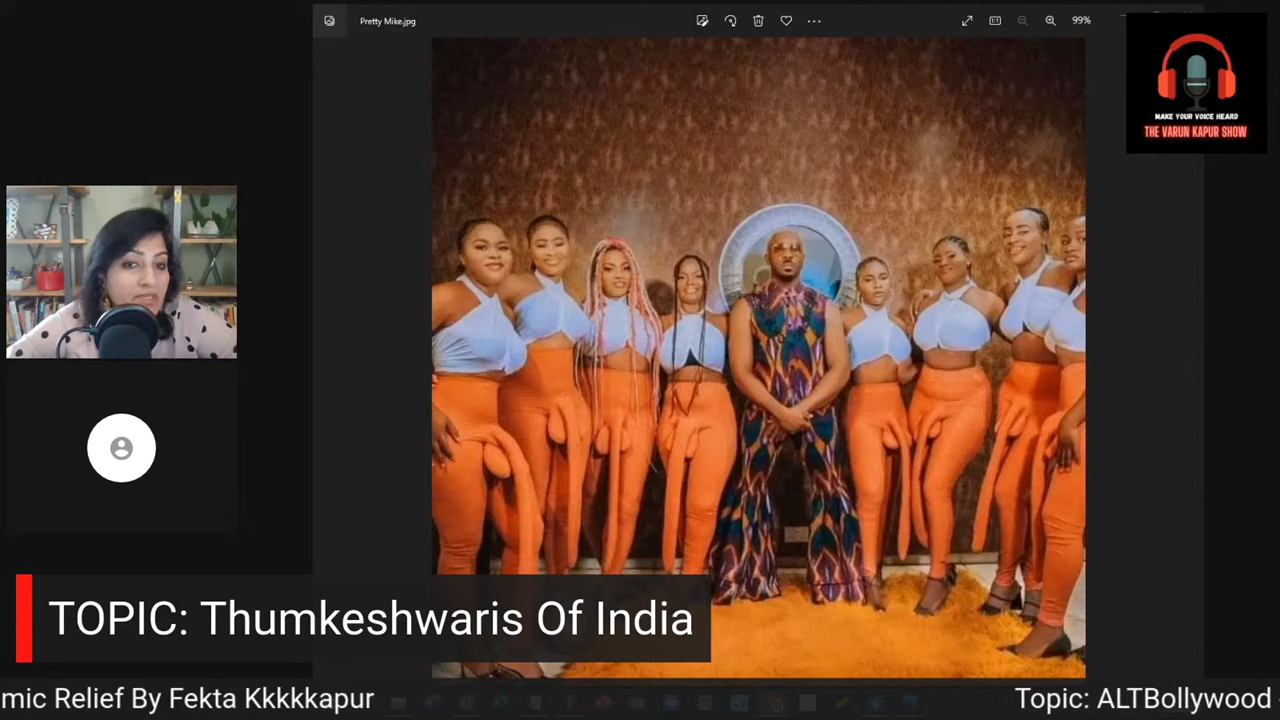 Pretty Mike.jpg
99%
MAKE YOUR VOICE HEARD
THE VARUN KAPUR SHOW
TOPIC: Thumkeshwaris Of India
mic Relief By Fekta Kkkkkapur
Topic: ALTBollywood